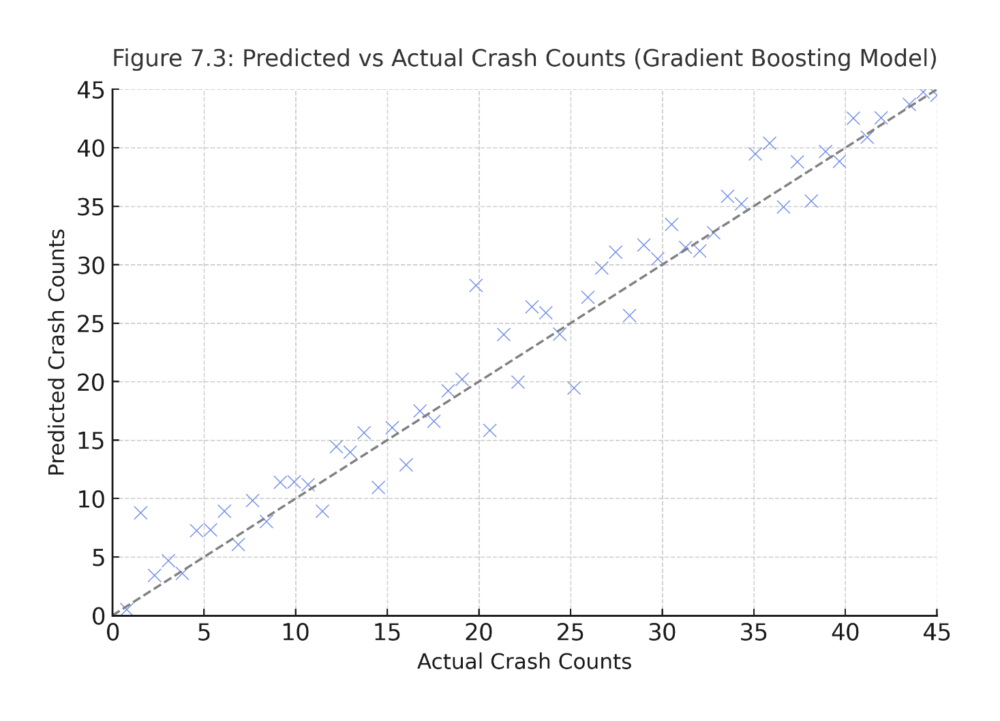 Figure 7.3: Predicted vs Actual Crash Counts (Gradient Boosting Model)
45
40
35
30
25
20
15
10
5
0
Predicted Crash Counts
0 5 10 15 20 25 30 35 40 45
Actual Crash Counts